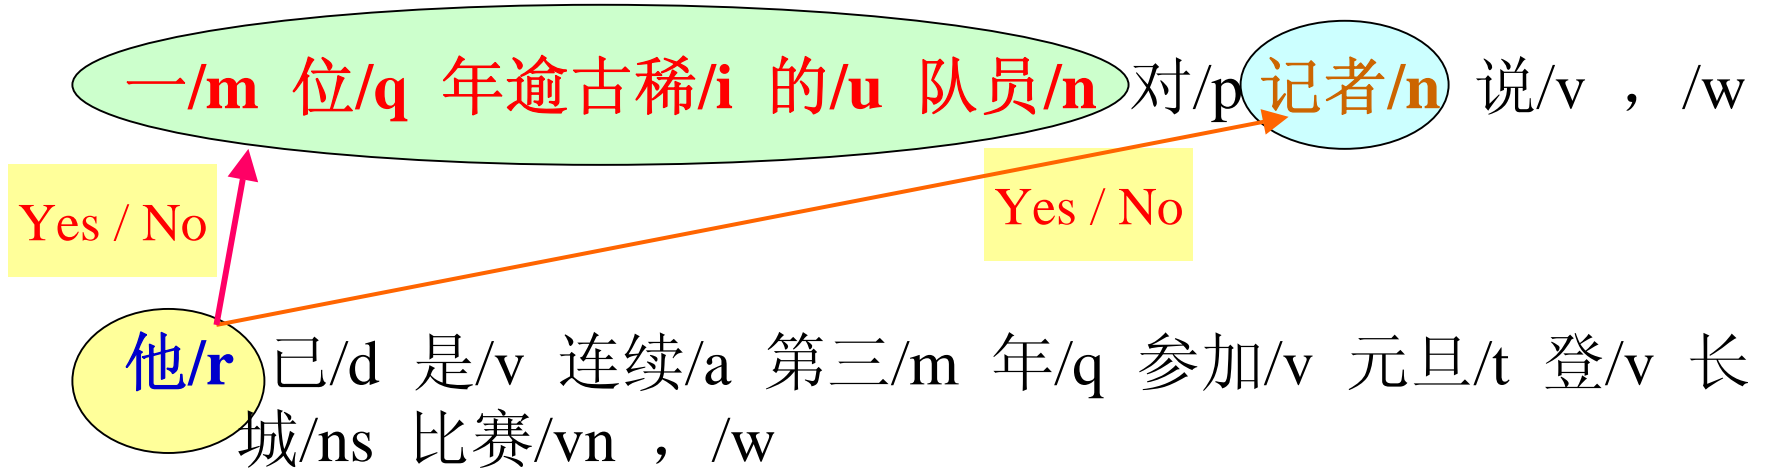 一/m 位/q 年逾古稀/i 的/u 队员/n 对/p 记者/n 说/v ，/w
Yes / No
Yes / No
他/r 已/d 是/v 连续/a 第三/m 年/q 参加/v 元旦/t 登/v 长
城/ns 比赛/vn ，/w